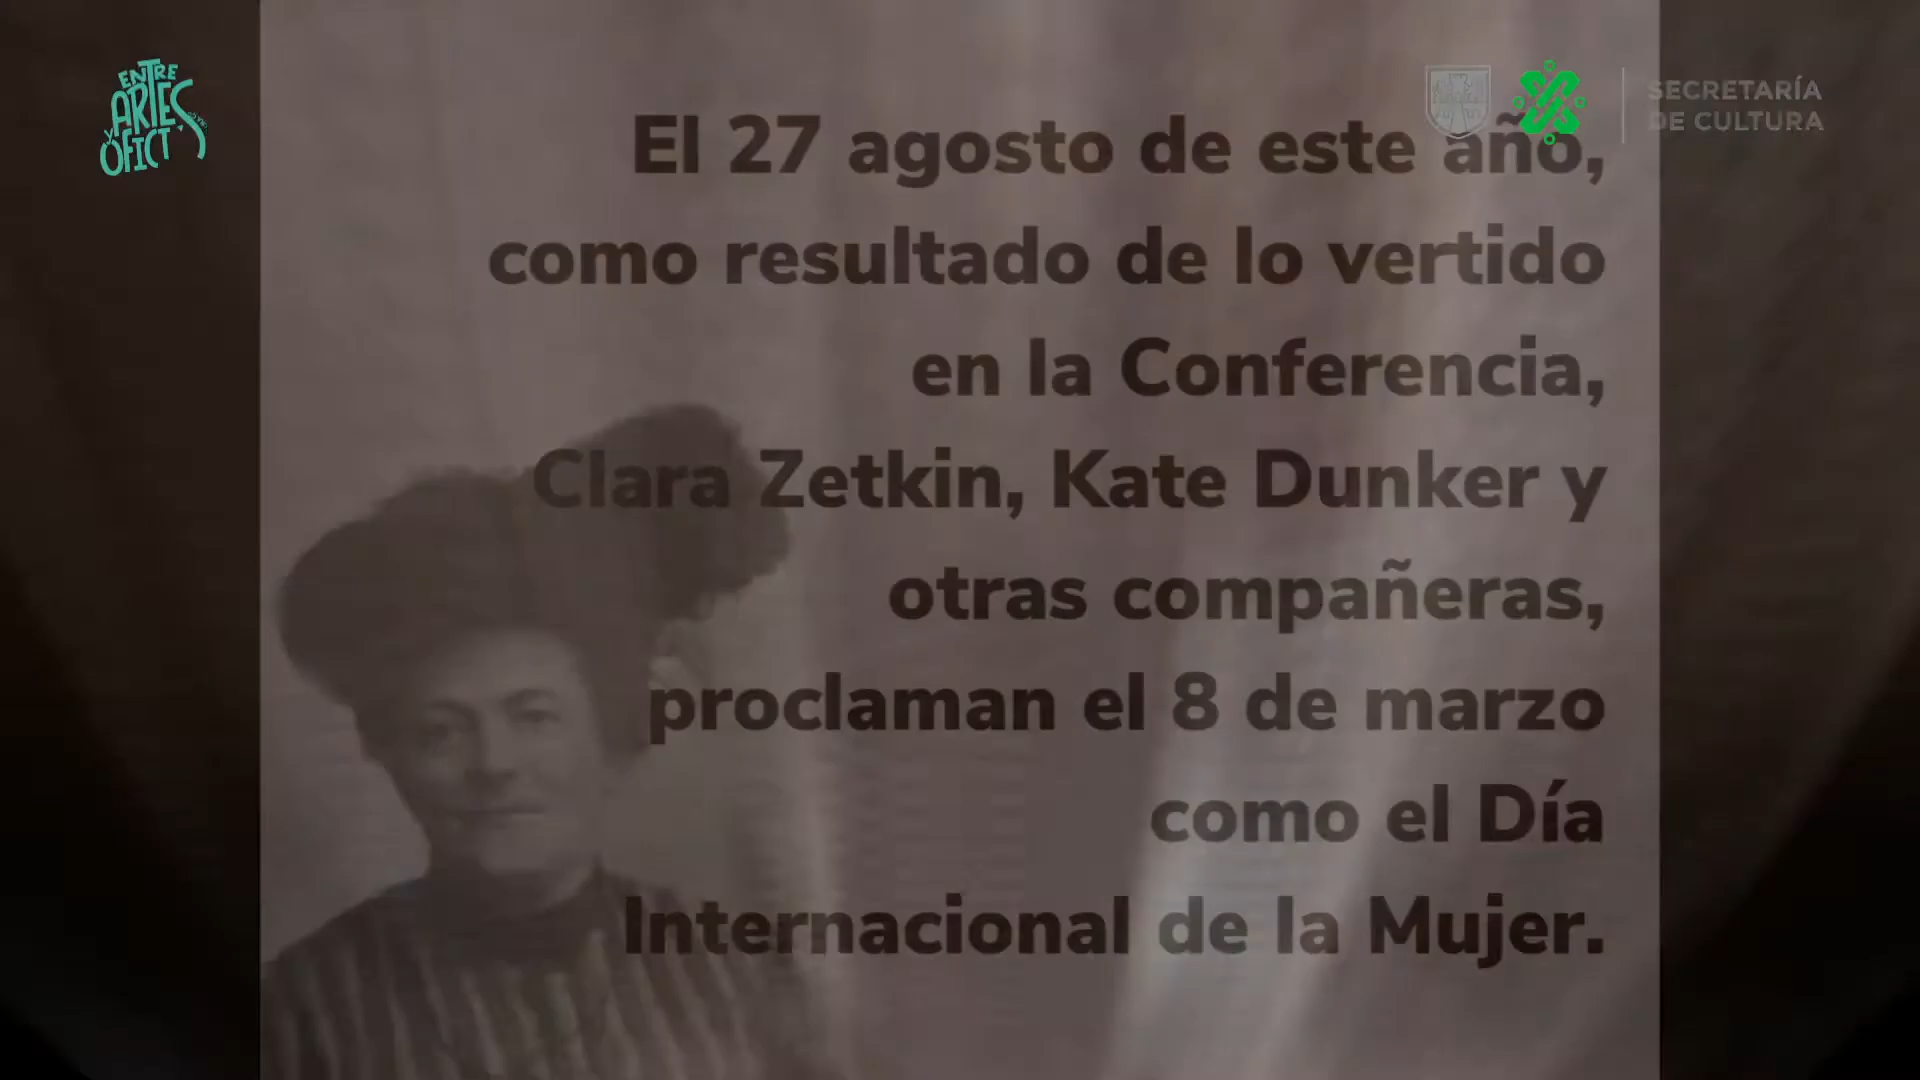 ENTRE
ARTES
Y OFICI
SECRETARÍA
DE CULTURA
El 27 agosto de este año,
como resultado de lo vertido
en la Conferencia,
Clara Zetkin, Kate Dunker y
otras compañeras,
proclaman el 8 de marzo
como el Día
Internacional de la Mujer.